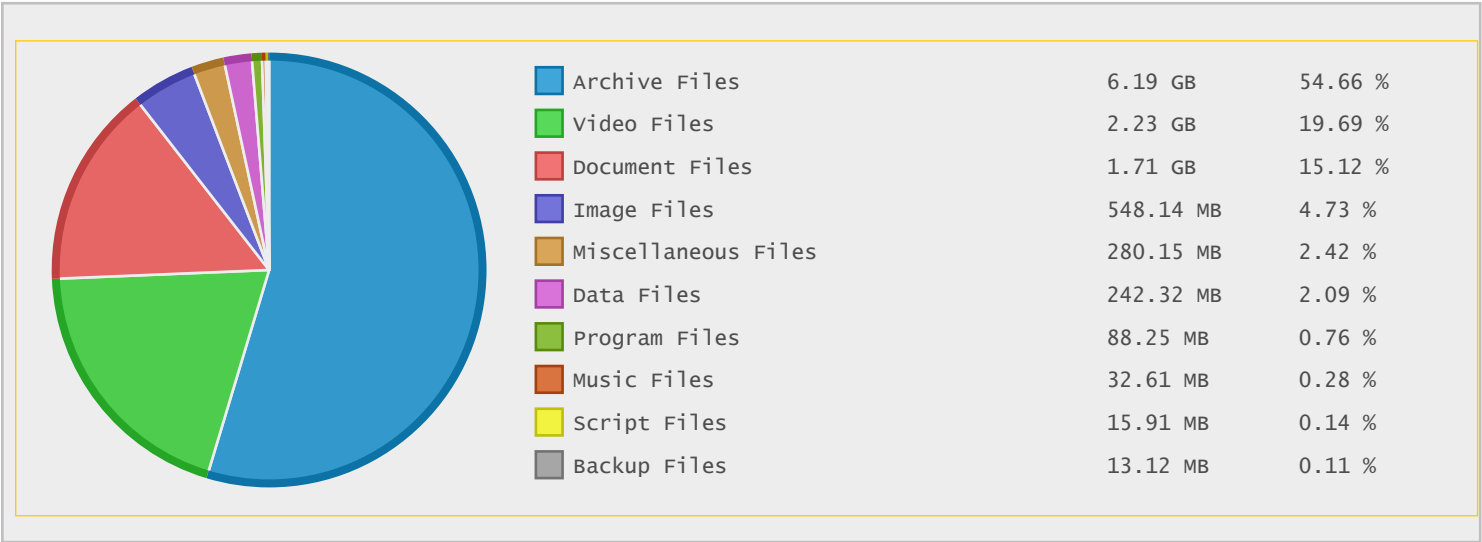 Archive Files 6.19 GB 54.66 %
Video Files 2.23 GB 19.69 %
Document Files 1.71 GB 15.12 %
Image Files 548.14 MB 4.73 %
Miscellaneous Files 280.15 MB 2.42 %
Data Files 242.32 MB 2.09 %
Program Files 88.25 MB 0.76 %
Music Files 32.61 MB 0.28 %
Script Files 15.91 MB 0.14 %
Backup Files 13.12 MB 0.11 %